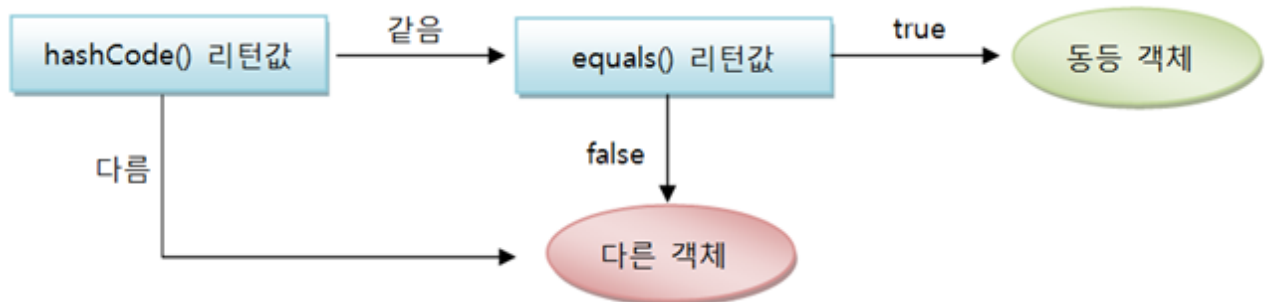 hashCode() 리턴값
같음
equals() 리턴값
true
동등 객체
다름
false
다른 객체